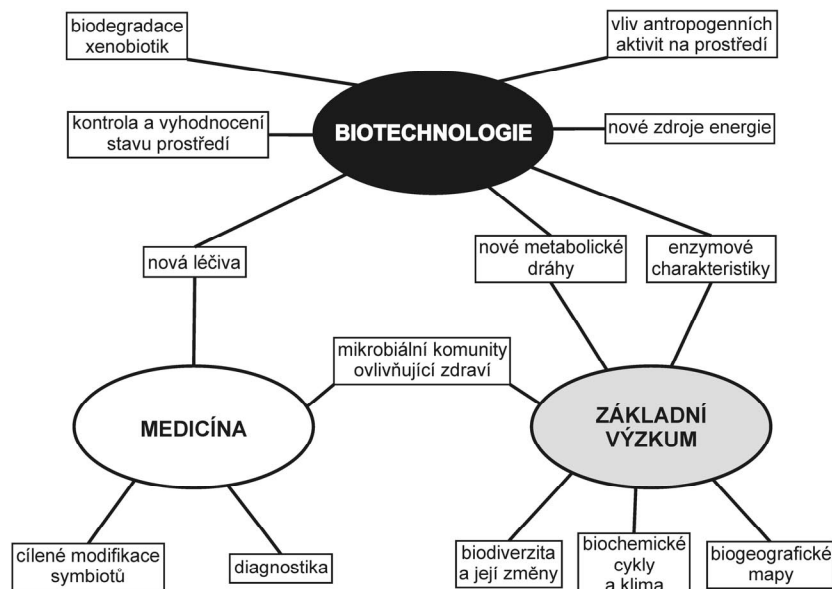 biodegradace
xenobiotik
vliv antropogenních
aktivit na prostředí
kontrola a vyhodnocení
stavu prostředí
BIOTECHNOLOGIE
nové zdroje energie
nová léčiva
nové metabolické
dráhy
enzymové
charakteristiky
mikrobiální komunity
ovlivňující zdraví
MEDICÍNA
ZÁKLADNÍ
VÝZKUM
cílené modifikace
symbiotů
diagnostika
biodiverzita
a její změny
biochemické
cykly
a klima
biogeografické
mapy